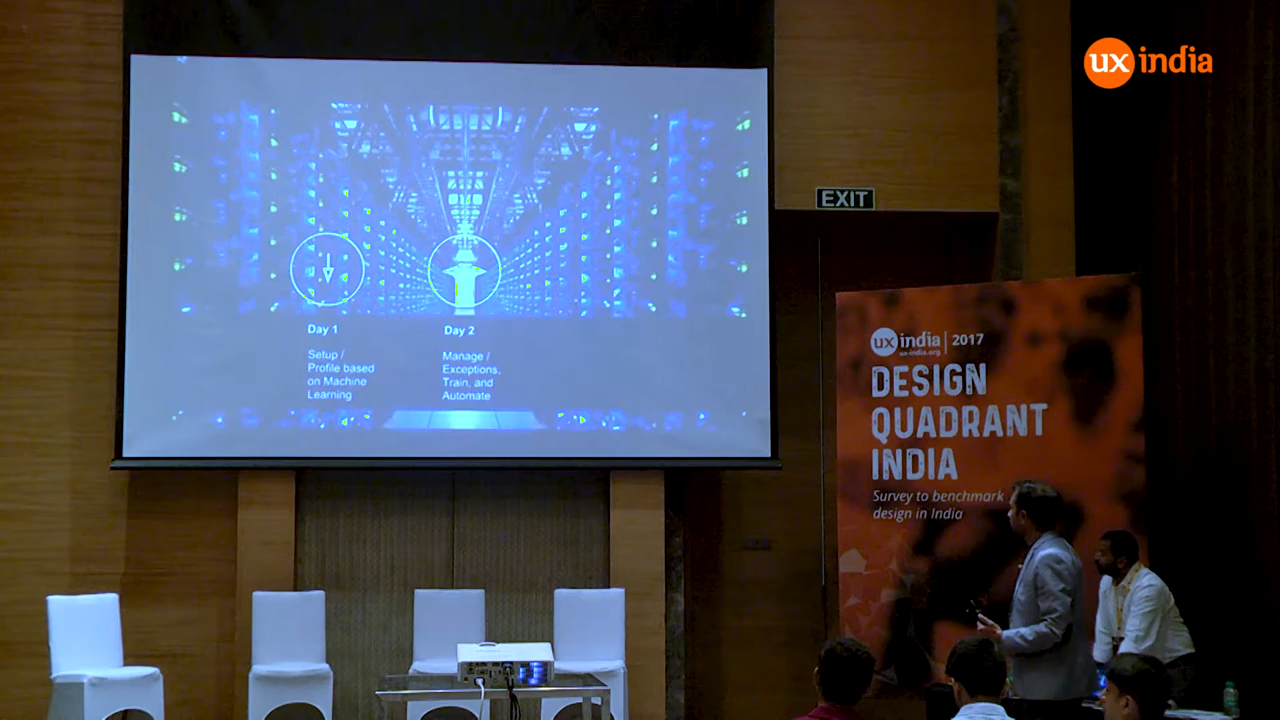 ux india
EXIT
Day 1
Setup /
Profile based
on Machine
Learning
Day 2
Manage /
Exceptions,
Train, and
Automate
ux india | 2017
ux-india.org
DESIGN
QUADRANT
INDIA
Survey to benchmark
design in India